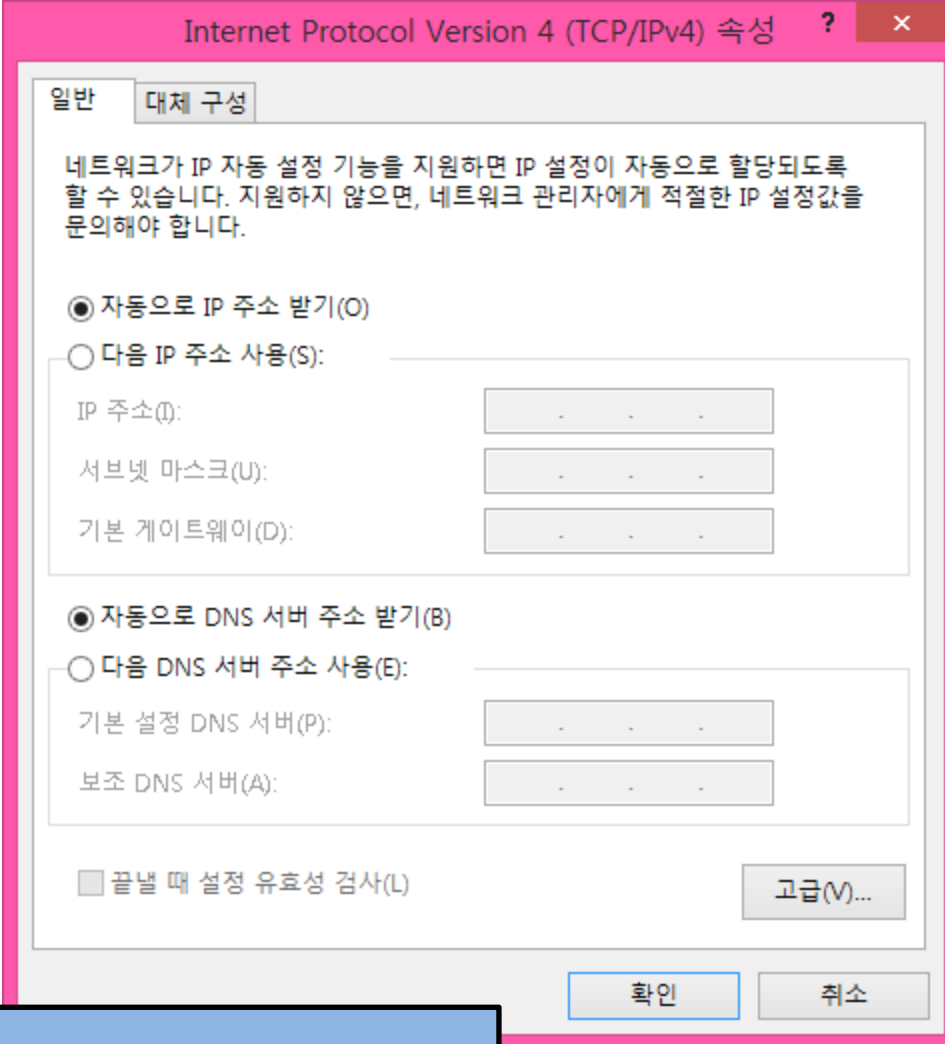 Internet Protocol Version 4 (TCP/IPv4) 속성
일반
대체 구성
네트워크가 IP 자동 설정 기능을 지원하면 IP 설정이 자동으로 할당되도록
할 수 있습니다. 지원하지 않으면, 네트워크 관리자에게 적절한 IP 설정값을
문의해야 합니다.
자동으로 IP 주소 받기(O)
다음 IP 주소 사용(S):
IP 주소(I):
서브넷 마스크(U):
기본 게이트웨이(D):
자동으로 DNS 서버 주소 받기(B)
다음 DNS 서버 주소 사용(E):
기본 설정 DNS 서버(P):
보조 DNS 서버(A):
끝낼 때 설정 유효성 검사(L)
고급(V)...
확인
취소